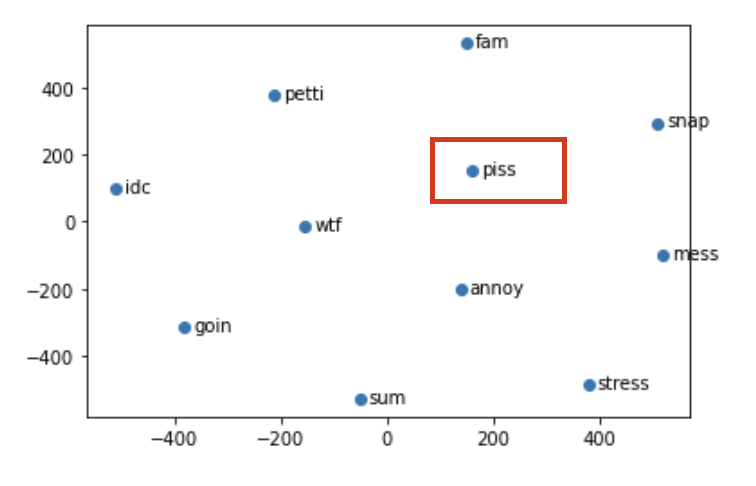 fam
400
petti
snap
200
piss
idc
0
wtf
mess
−200
annoy
goin
−400
stress
sum
−400 −200 0 200 400